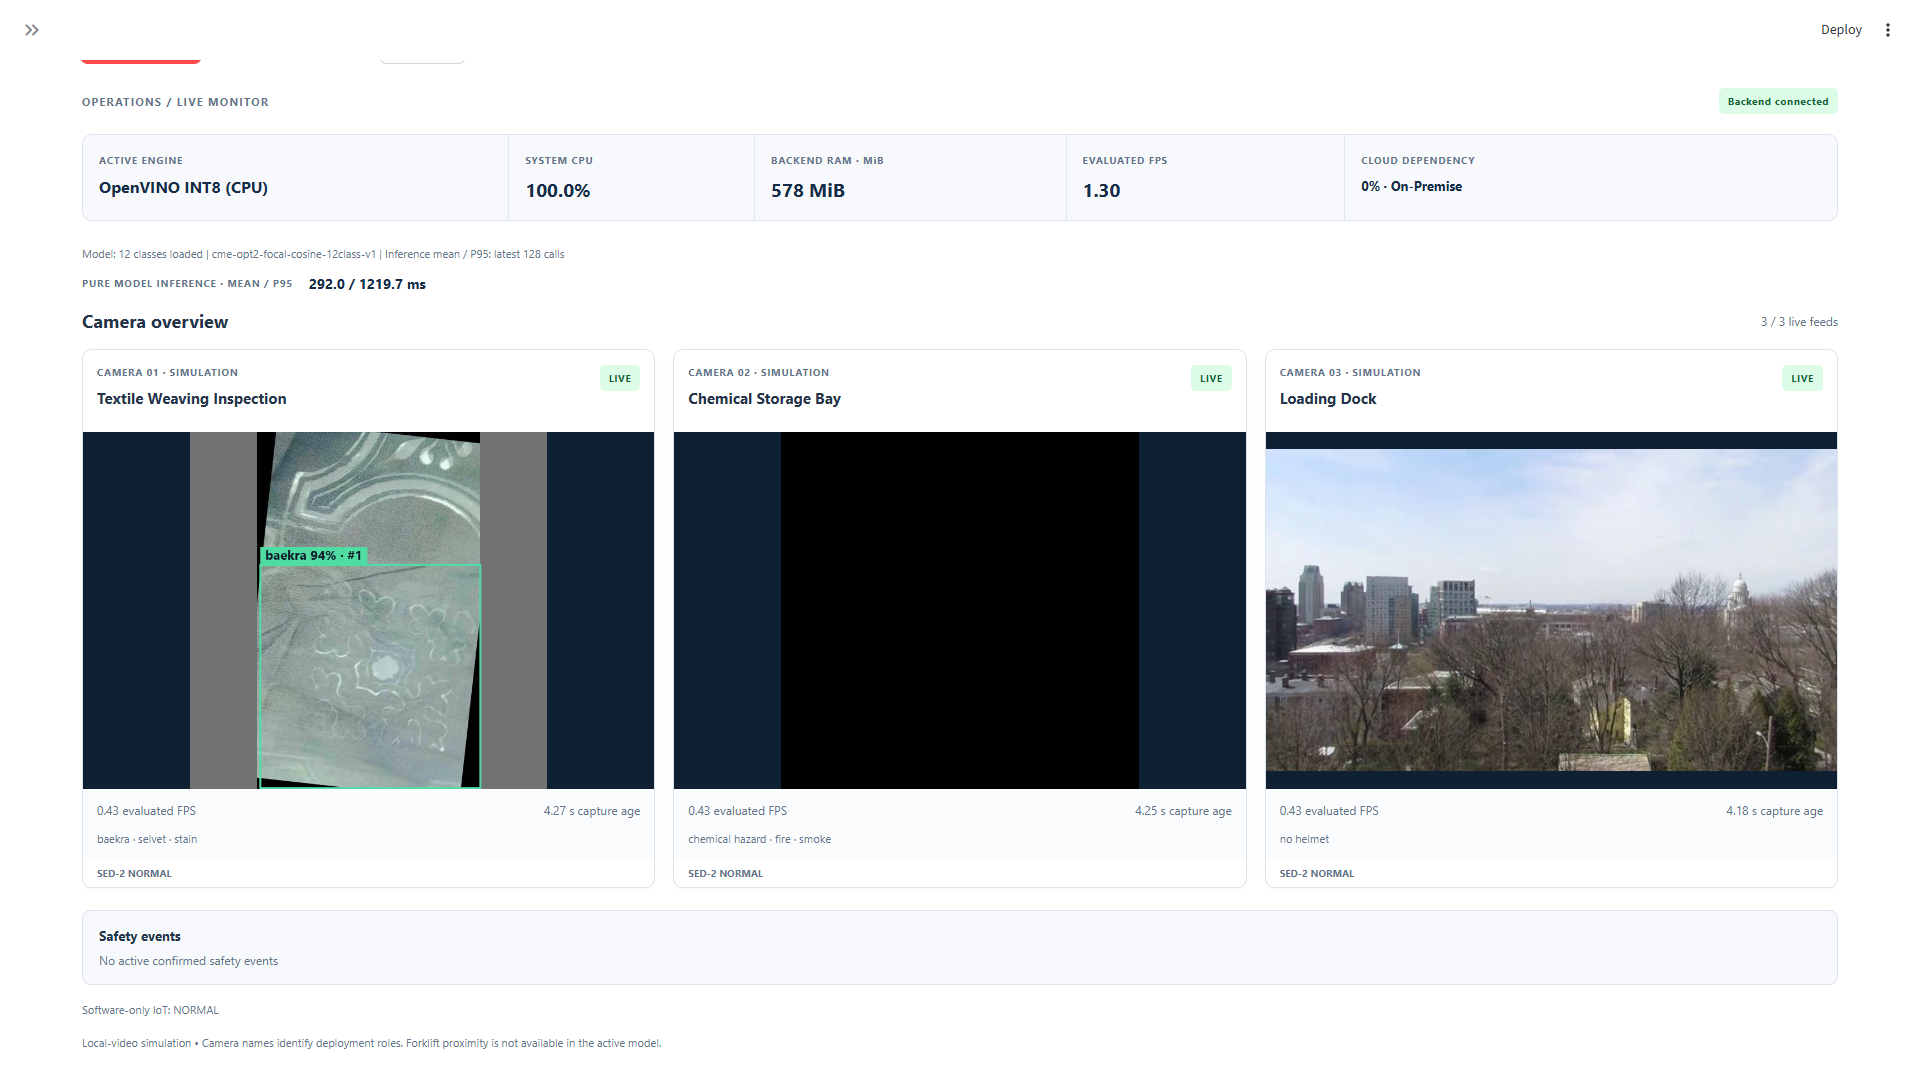 Deploy
OPERATIONS / LIVE MONITOR
Backend connected
ACTIVE ENGINE
OpenVINO INT8 (CPU)
SYSTEM CPU
100.0%
BACKEND RAM · MiB
578 MiB
EVALUATED FPS
1.30
CLOUD DEPENDENCY
0% · On-Premise
Model: 12 classes loaded | cme-opt2-focal-cosine-12class-v1 | Inference mean / P95: latest 128 calls
PURE MODEL INFERENCE · MEAN / P95 292.0 / 1219.7 ms
Camera overview
3 / 3 live feeds
CAMERA 01 · SIMULATION
LIVE
Textile Weaving Inspection
baekra 94% · #1
0.43 evaluated FPS
4.27 s capture age
baekra · selvet · stain
SED-2 NORMAL
CAMERA 02 · SIMULATION
LIVE
Chemical Storage Bay
0.43 evaluated FPS
4.25 s capture age
chemical hazard · fire · smoke
SED-2 NORMAL
CAMERA 03 · SIMULATION
LIVE
Loading Dock
0.43 evaluated FPS
4.18 s capture age
no helmet
SED-2 NORMAL
Safety events
No active confirmed safety events
Software-only IoT: NORMAL
Local-video simulation • Camera names identify deployment roles. Forklift proximity is not available in the active model.